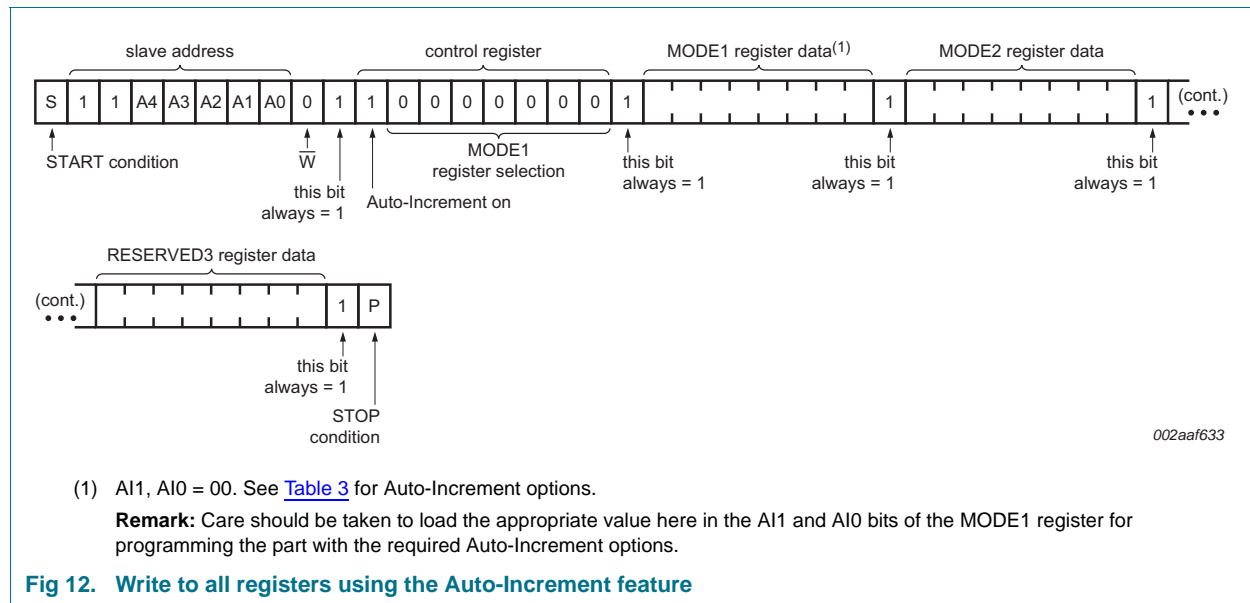 slave address control register MODE1 register data(1) MODE2 register data
S 1 1 A4 A3 A2 A1 A0 0 1 1 0 0 0 0 0 0 0 1 1 1 (cont.)
START condition W MODE1 this bit this bit this bit
register selection always = 1 always = 1 always = 1
this bit
always = 1 Auto-Increment on
RESERVED3 register data
(cont.) 1 P
this bit
always = 1
STOP
condition
002aaf633
(1) AI1, AI0 = 00. See Table 3 for Auto-Increment options.
Remark: Care should be taken to load the appropriate value here in the AI1 and AI0 bits of the MODE1 register for
programming the part with the required Auto-Increment options.
Fig 12. Write to all registers using the Auto-Increment feature